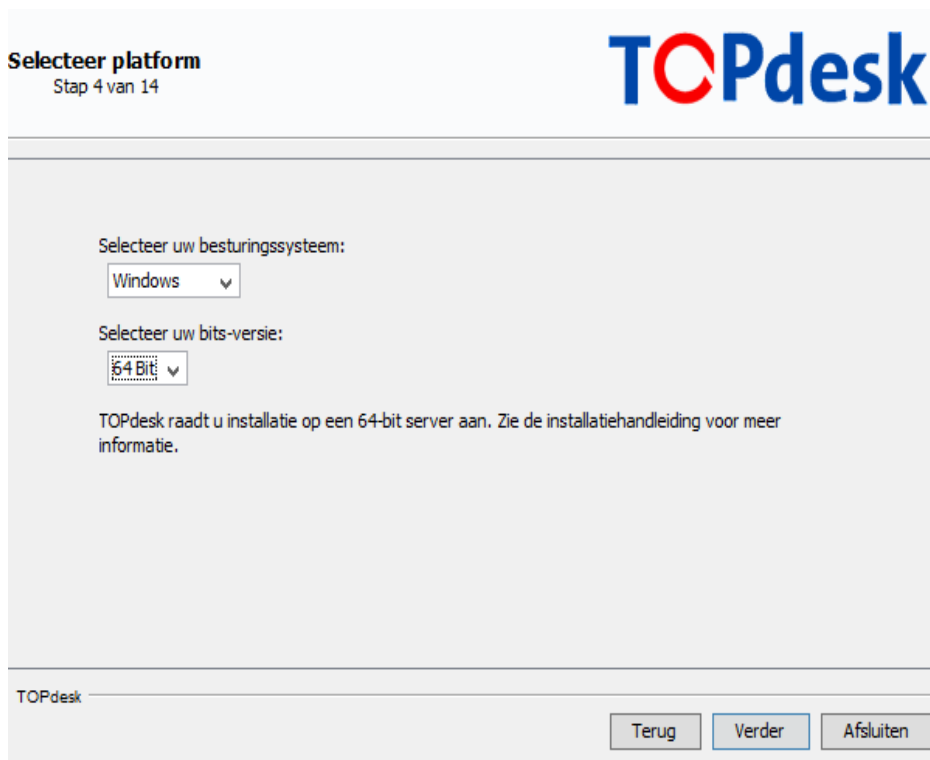 Selecteer platform
Stap 4 van 14
TOPdesk
Selecteer uw besturingssysteem:
Windows
Selecteer uw bits-versie:
64 Bit
TOPdesk raadt u installatie op een 64-bit server aan. Zie de installatiehandleiding voor meer
informatie.
TOPdesk
Terug Verder Afsluiten